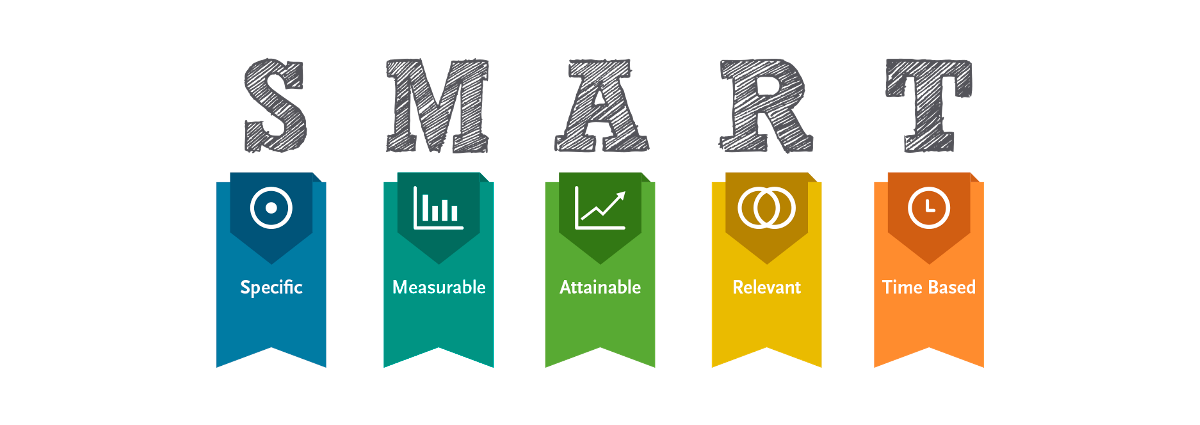 SMART
Specific
Measurable
Attainable
Relevant
Time Based